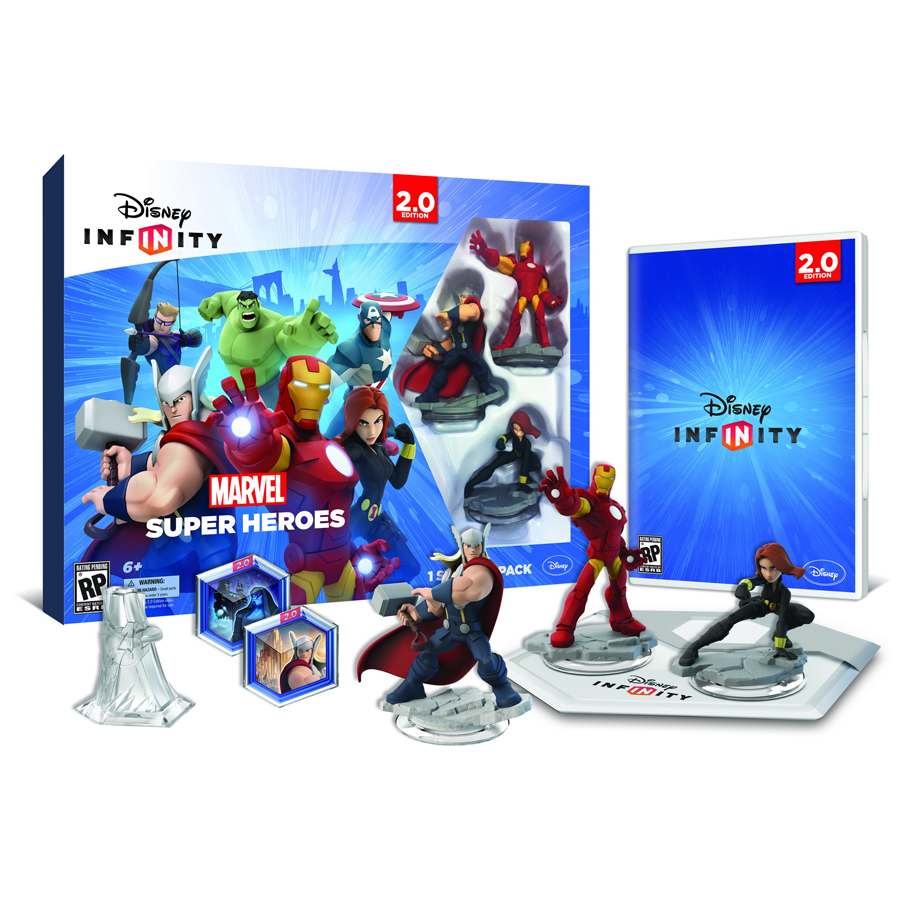 Disney
INFINITY
2.0
EDITION
MARVEL
SUPER HEROES
6+
RATING PENDING
RP
ESRB
WARNING:
2.0
2.0
PACK
Disney
2.0
EDITION
Disney
INFINITY
RATING PENDING
RP
ESRB
Disney
Disney
INFINITY